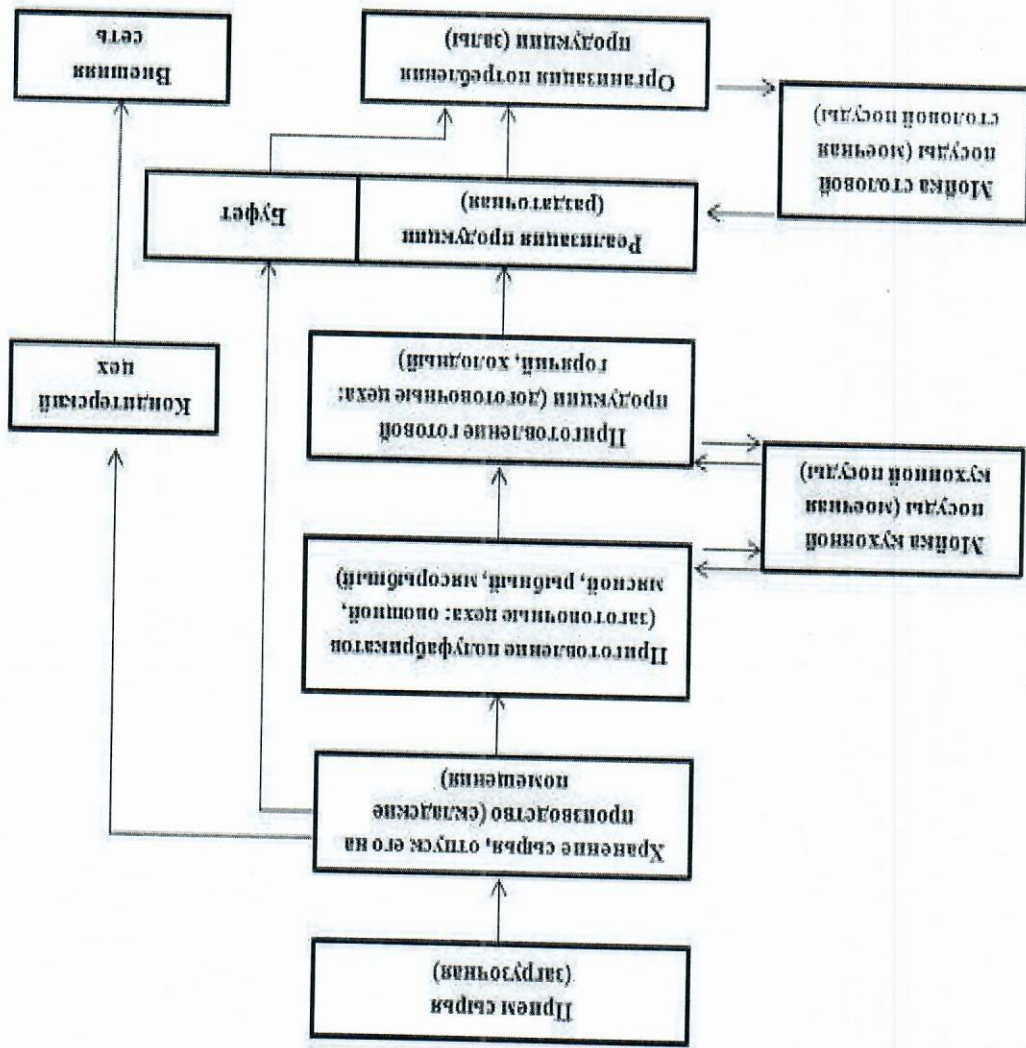 Прием сырья
(загрузочная)
Хранение сырья, отпуск его на
производство (складские
помещения)
Приготовление полуфабрикатов
(заготовочные цеха: овощной,
мясной, рыбный, мясорыбный)
Мойка кухонной
посуды (моечная
кухонной посуды)
Приготовление готовой
продукции (доготовочные цеха:
горячий, холодный)
Кондитерский
цех
Реализация продукции
(раздаточная)
Буфет
Мойка столовой
посуды (моечная
столовой посуды)
Организация потребления
продукции (залы)
Внешняя
сеть